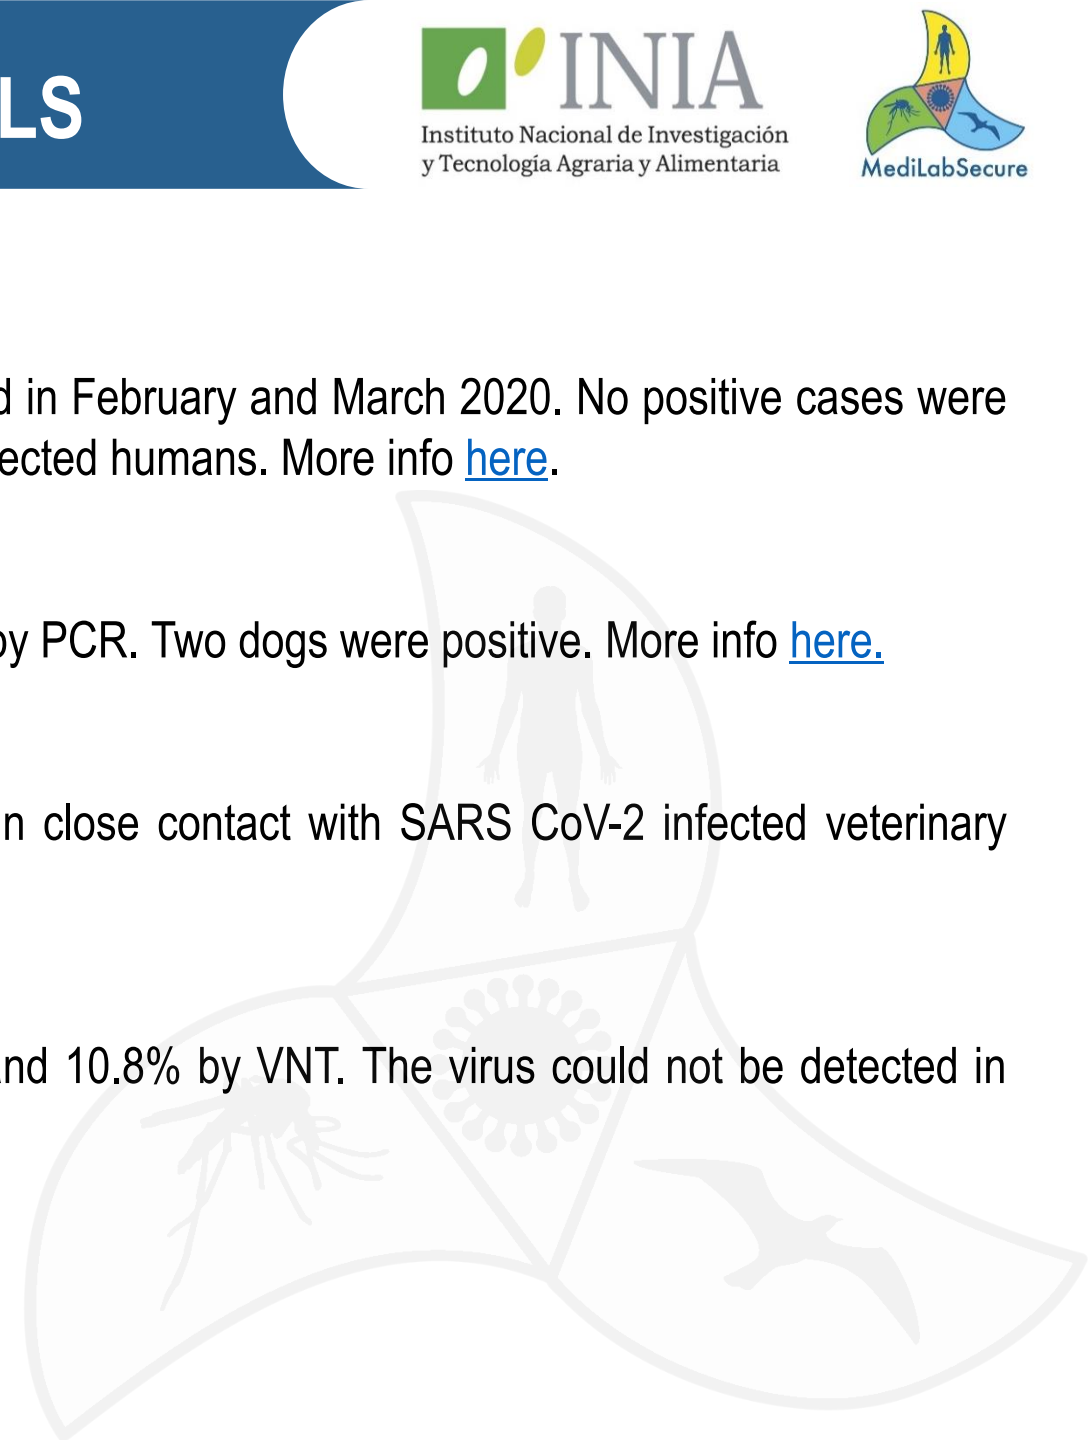 LS
INIA
Instituto Nacional de Investigación
y Tecnología Agraria y Alimentaria
MediLabSecure
d in February and March 2020. No positive cases were
ected humans. More info here.
by PCR. Two dogs were positive. More info here.
n close contact with SARS CoV-2 infected veterinary
and 10.8% by VNT. The virus could not be detected in